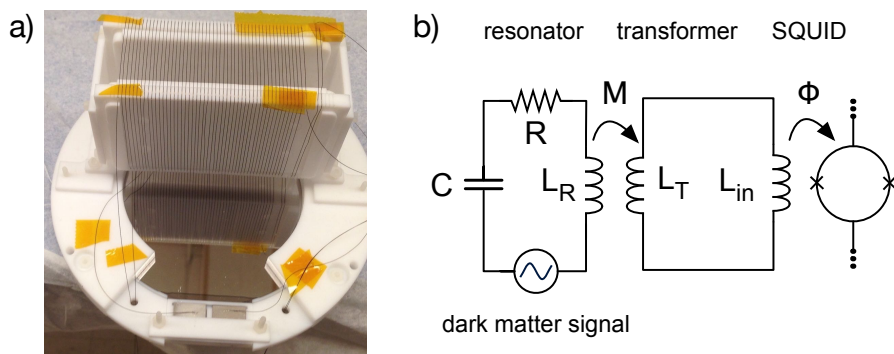 a)
b)
resonator transformer SQUID
M
Φ
R
C
L_R
L_T
L_in
dark matter signal